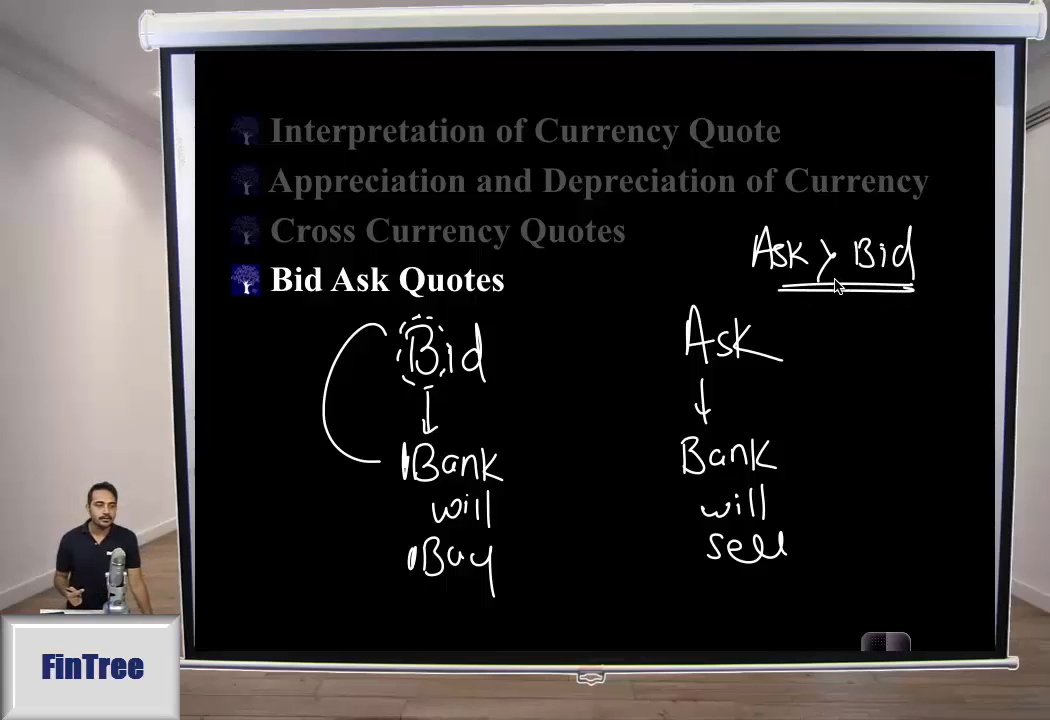 Interpretation of Currency Quote
Appreciation and Depreciation of Currency
Cross Currency Quotes
Ask > Bid
Bid Ask Quotes
Bid Ask
Bank Bank
will will
Buy sell
FinTree